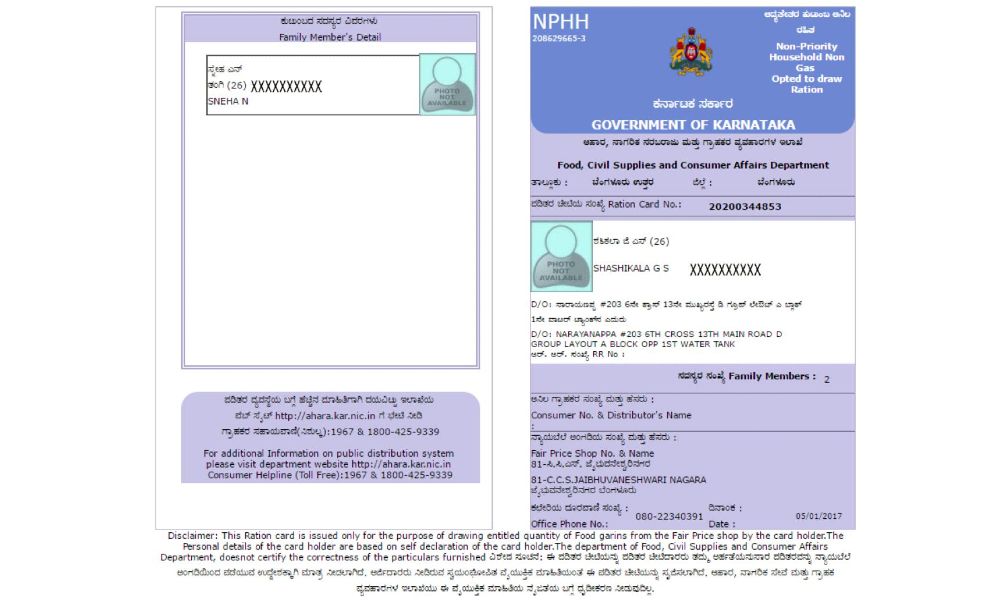 ಕುಟುಂಬದ ಸದಸ್ಯರ ವಿವರಗಳು
Family Member's Detail
ಸ್ನೇಹ ಎನ್
ತಂಗಿ (26) XXXXXXXXXX
SNEHA N
PHOTO
NOT
AVAILABLE
ಪಡಿತರ ವ್ಯವಸ್ಥೆಯ ಬಗ್ಗೆ ಹೆಚ್ಚಿನ ಮಾಹಿತಿಗಾಗಿ ದಯವಿಟ್ಟು ಇಲಾಖೆಯ
ವೆಬ್ ಸೈಟ್ http://ahara.kar.nic.in ಗೆ ಭೇಟಿ ನೀಡಿ
ಗ್ರಾಹಕರ ಸಹಾಯವಾಣಿ(ನಿಶುಲ್ಕ):1967 & 1800-425-9339
For additional Information on public distribution system
please visit department website http://ahara.kar.nic.in
Consumer Helpline (Toll Free):1967 & 1800-425-9339
NPHH
208629665-3
ಆದ್ಯತೇತರ ಕುಟುಂಬ ಅನಿಲ
ರಹಿತ
Non-Priority
Household Non
Gas
Opted to draw
Ration
ಕರ್ನಾಟಕ ಸರ್ಕಾರ
GOVERNMENT OF KARNATAKA
ಆಹಾರ, ನಾಗರಿಕ ಸರಬರಾಜು ಮತ್ತು ಗ್ರಾಹಕರ ವ್ಯವಹಾರಗಳ ಇಲಾಖೆ
Food, Civil Supplies and Consumer Affairs Department
ತಾಲ್ಲೂಕು : ಬೆಂಗಳೂರು ಉತ್ತರ ಜಿಲ್ಲೆ : ಬೆಂಗಳೂರು
ಪಡಿತರ ಚೀಟಿಯ ಸಂಖ್ಯೆ Ration Card No.: 20200344853
PHOTO
NOT
AVAILABLE
ಶಶಿಕಲಾ ಜಿ ಎಸ್ (26)
SHASHIKALA G S XXXXXXXXXX
D/O: ನಾರಾಯಣಪ್ಪ #203 6ನೇ ಕ್ರಾಸ್ 13ನೇ ಮುಖ್ಯರಸ್ತೆ ಡಿ ಗ್ರೂಪ್ ಲೇಔಟ್ ಎ ಬ್ಲಾಕ್
1ನೇ ವಾಟರ್ ಟ್ಯಾಂಕ್‌ನ ಎದುರು
D/O: NARAYANAPPA #203 6TH CROSS 13TH MAIN ROAD D
GROUP LAYOUT A BLOCK OPP 1ST WATER TANK
ಆರ್. ಆರ್. ಸಂಖ್ಯೆ RR No :
ಸದಸ್ಯರ ಸಂಖ್ಯೆ Family Members : 2
ಅನಿಲ ಗ್ರಾಹಕರ ಸಂಖ್ಯೆ ಮತ್ತು ಹೆಸರು :
Consumer No. & Distributor's Name
:
ನ್ಯಾಯಬೆಲೆ ಅಂಗಡಿಯ ಸಂಖ್ಯೆ ಮತ್ತು ಹೆಸರು :
Fair Price Shop No. & Name
81-ಸಿ.ಸಿ.ಎಸ್. ಜೈಭುವನೇಶ್ವರಿನಗರ
81-C.C.S.JAIBHUVANESHWARI NAGARA
ಜೈಭುವನೇಶ್ವರಿನಗರ ಬೆಂಗಳೂರು
ಕಛೇರಿಯ ದೂರವಾಣಿ ಸಂಖ್ಯೆ : 080-22340391 ದಿನಾಂಕ :
Office Phone No.: Date : 05/01/2017
Disclaimer: This Ration card is issued only for the purpose of drawing entitled quantity of Food garins from the Fair Price shop by the card holder.The
Personal details of the card holder are based on self declaration of the card holder.The department of Food, Civil Supplies and Consumer Affairs
Department, doesnot certify the correctness of the particulars furnished ವಿಶೇಷ ಸೂಚನೆ: ಈ ಪಡಿತರ ಚೀಟಿಯನ್ನು ಪಡಿತರ ಚೀಟಿದಾರರು ತಮ್ಮ ಅರ್ಹತೆಯನುಸಾರ ಪಡಿತರವನ್ನು ನ್ಯಾಯಬೆಲೆ
ಅಂಗಡಿಯಿಂದ ಪಡೆಯುವ ಉದ್ದೇಶಕ್ಕಾಗಿ ಮಾತ್ರ ನೀಡಲಾಗಿದೆ. ಅರ್ಜಿದಾರರು ನೀಡಿರುವ ಸ್ವಯಂಘೋಷಿತ ವೈಯುಕ್ತಿಕ ಮಾಹಿತಿಯಂತೆ ಈ ಪಡಿತರ ಚೀಟಿಯನ್ನು ಸೃಜಿಸಲಾಗಿದೆ. ಆಹಾರ, ನಾಗರಿಕ ಸೇವೆ ಮತ್ತು ಗ್ರಾಹಕ
ವ್ಯವಹಾರಗಳ ಇಲಾಖೆಯು ಈ ವೈಯುಕ್ತಿಕ ಮಾಹಿತಿಯ ನೈಜತೆಯ ಬಗ್ಗೆ ದೃಢೀಕರಣ ನೀಡುವುದಿಲ್ಲ.